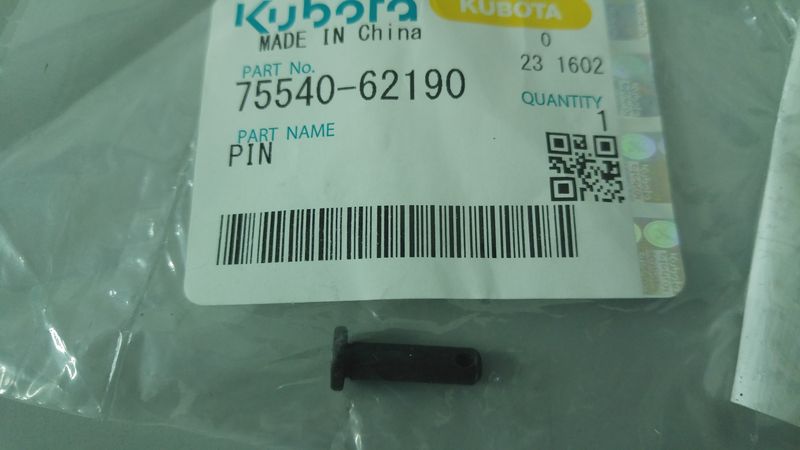 Kubota
KUBOTA
MADE IN China
0
PART No.
23 1602
75540-62190
QUANTITY
1
PART NAME
PIN